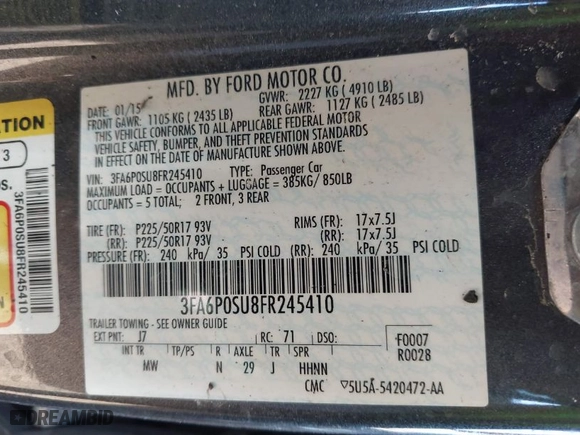 MFD. BY FORD MOTOR CO.
DATE: 01/15 GVWR: 2227 KG ( 4910 LB)
FRONT GAWR: 1105 KG ( 2435 LB) REAR GAWR: 1127 KG ( 2485 LB)
THIS VEHICLE CONFORMS TO ALL APPLICABLE FEDERAL MOTOR
VEHICLE SAFETY, BUMPER, AND THEFT PREVENTION STANDARDS
IN EFFECT ON THE DATE OF MANUFACTURE SHOWN ABOVE.
VIN: 3FA6P0SU8FR245410 TYPE: Passenger Car
MAXIMUM LOAD = OCCUPANTS + LUGGAGE = 385KG/ 850LB
OCCUPANTS = 5 TOTAL; 2 FRONT, 3 REAR
TIRE (FR): P225/50R17 93V RIMS (FR): 17x7.5J
(RR): P225/50R17 93V (RR): 17x7.5J
PRESSURE (FR): 240 kPa/ 35 PSI COLD (RR): 240 kPa/ 35 PSI COLD
3FA6P0SU8FR245410
TRAILER TOWING - SEE OWNER GUIDE
EXT PNT: J7 RC: 71 DSO: F0007
R0028
INT TR TP/PS R AXLE TR SPR
MW N 29 J HHNN
CMC 5U5A-5420472-AA
ATION
3
OS.
3FA6P0SU8FR245410
DREAMBID